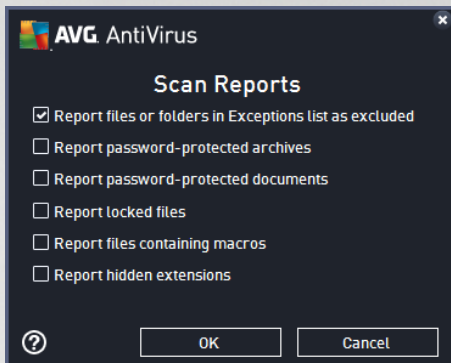 AVG AntiVirus
Scan Reports
Report files or folders in Exceptions list as excluded
Report password-protected archives
Report password-protected documents
Report locked files
Report files containing macros
Report hidden extensions
? OK Cancel